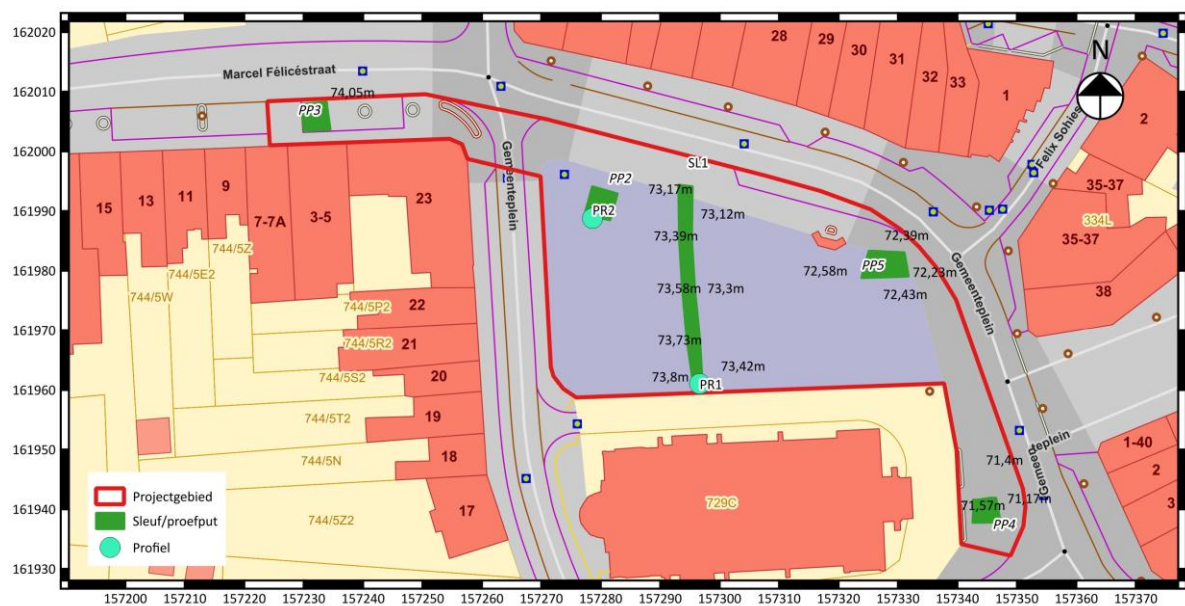 162020
162010
162000
161990
161980
161970
161960
161950
161940
161930
157200
157210
157220
157230
157240
157250
157260
157270
157280
157290
157300
157310
157320
157330
157340
157350
157360
157370
N
Marcel Félicéstraat
74,05m
PP3
28
29
30
31
32
33
1
2
Felix Sohies
Gemeenteplein
SL1
15
13
11
9
7-7A
3-5
23
PP2
PR2
73,17m
73,12m
73,39m
73,58m
73,3m
73,73m
73,8m
73,42m
PR1
72,39m
72,58m
PP5
72,23m
72,43m
Gemeenteplein
35-37
334L
35-37
38
744/5Z
744/5E2
744/5W
744/5P2
22
744/5R2
21
744/5S2
20
744/5T2
19
744/5N
18
744/5Z2
17
729C
71,4m
71,17m
71,57m
PP4
Gemeen
teplein
1-40
2
3
Projectgebied
Sleuf/proefput
Profiel